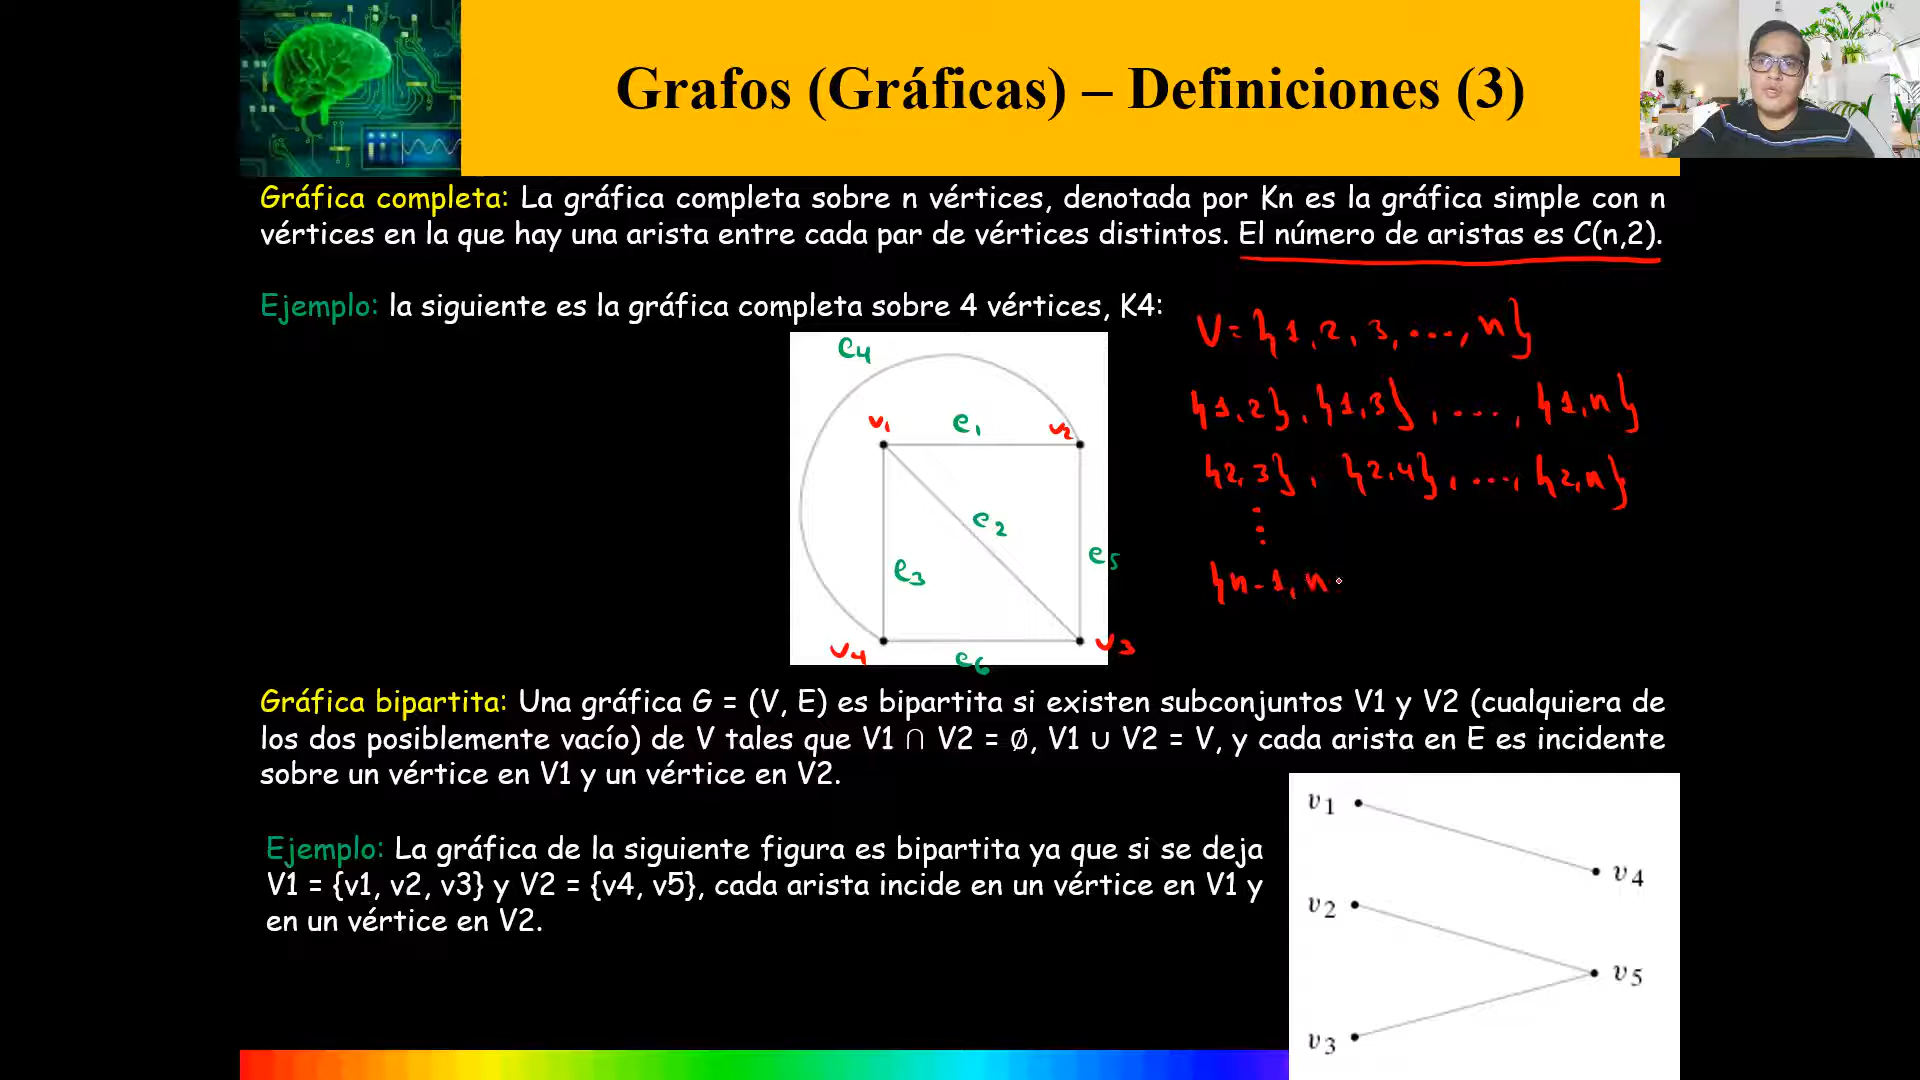 Grafos (Gráficas) – Definiciones (3)
Gráfica completa: La gráfica completa sobre n vértices, denotada por Kn es la gráfica simple con n
vértices en la que hay una arista entre cada par de vértices distintos. El número de aristas es C(n,2).
Ejemplo: la siguiente es la gráfica completa sobre 4 vértices, K4:
V={1,2,3,...,n}
{1,2},{1,3},...,{1,n}
{2,3},{2,4},...,{2,n}
⋮
{n-1,n
e4
v1 e1 v2
e2
e3 e5
v4 e6 v3
Gráfica bipartita: Una gráfica G = (V, E) es bipartita si existen subconjuntos V1 y V2 (cualquiera de
los dos posiblemente vacío) de V tales que V1 ∩ V2 = ∅, V1 ∪ V2 = V, y cada arista en E es incidente
sobre un vértice en V1 y un vértice en V2.
Ejemplo: La gráfica de la siguiente figura es bipartita ya que si se deja
V1 = {v1, v2, v3} y V2 = {v4, v5}, cada arista incide en un vértice en V1 y
en un vértice en V2.
v1
v4
v2
v5
v3